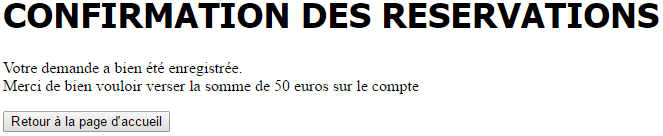 CONFIRMATION DES RESERVATIONS
Votre demande a bien été enregistrée.
Merci de bien vouloir verser la somme de 50 euros sur le compte
Retour à la page d'accueil